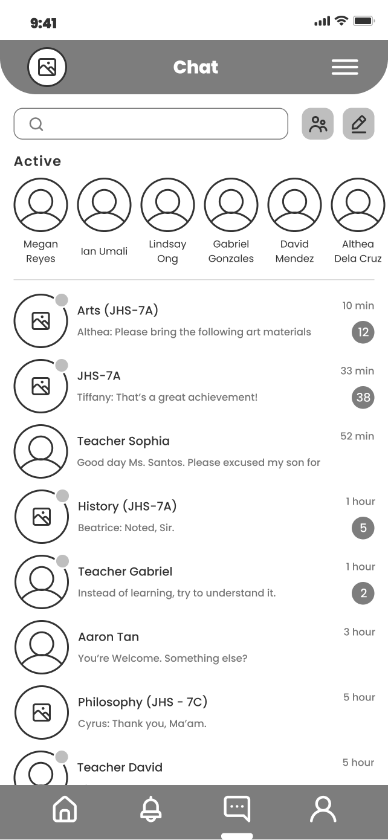 9:41
Chat
Active
Megan
Reyes
Ian Umali
Lindsay
Ong
Gabriel
Gonzales
David
Mendez
Althea
Dela Cruz
Arts (JHS-7A)
10 min
Althea: Please bring the following art materials
12
JHS-7A
33 min
Tiffany: That's a great achievement!
38
Teacher Sophia
52 min
Good day Ms. Santos. Please excused my son for
History (JHS-7A)
1 hour
Beatrice: Noted, Sir.
5
Teacher Gabriel
1 hour
Instead of learning, try to understand it.
2
Aaron Tan
3 hour
You're Welcome. Something else?
Philosophy (JHS - 7C)
5 hour
Cyrus: Thank you, Ma'am.
Teacher David
5 hour